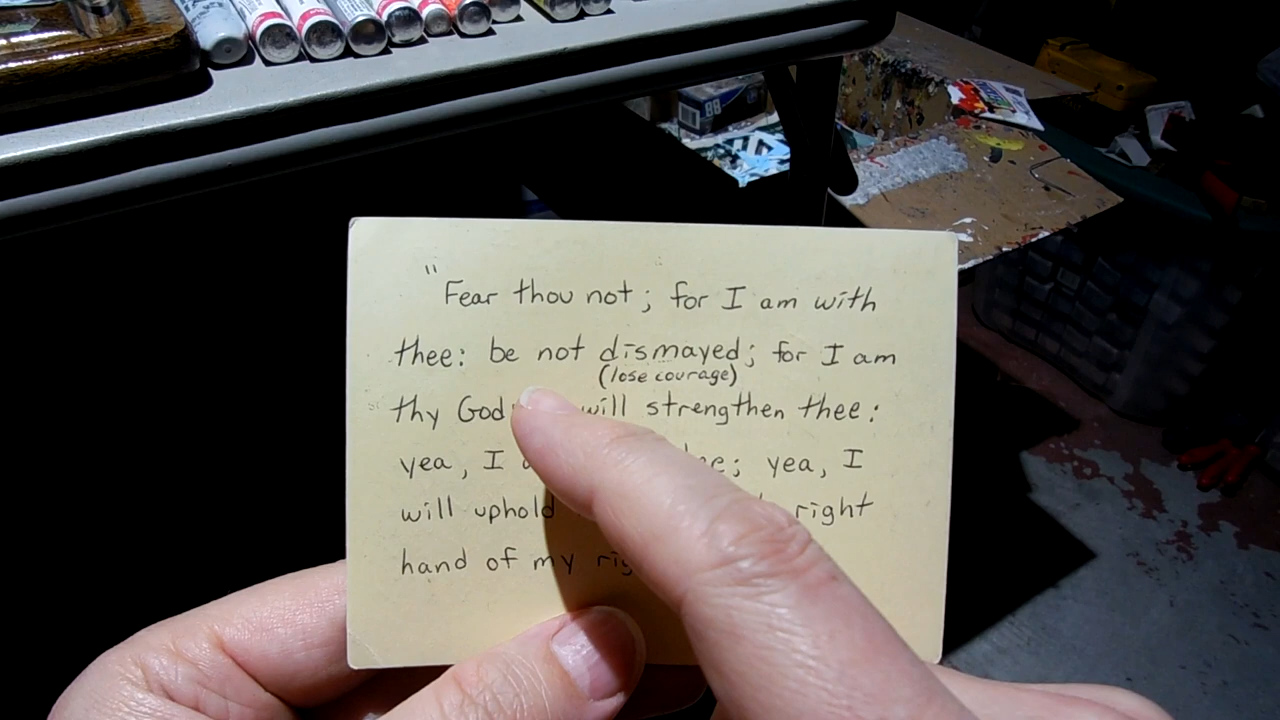 "Fear thou not; for I am with
thee: be not dismayed; for I am
(lose courage)
thy God will strengthen thee:
yea, I yea, I
will uphold right
hand of my
88